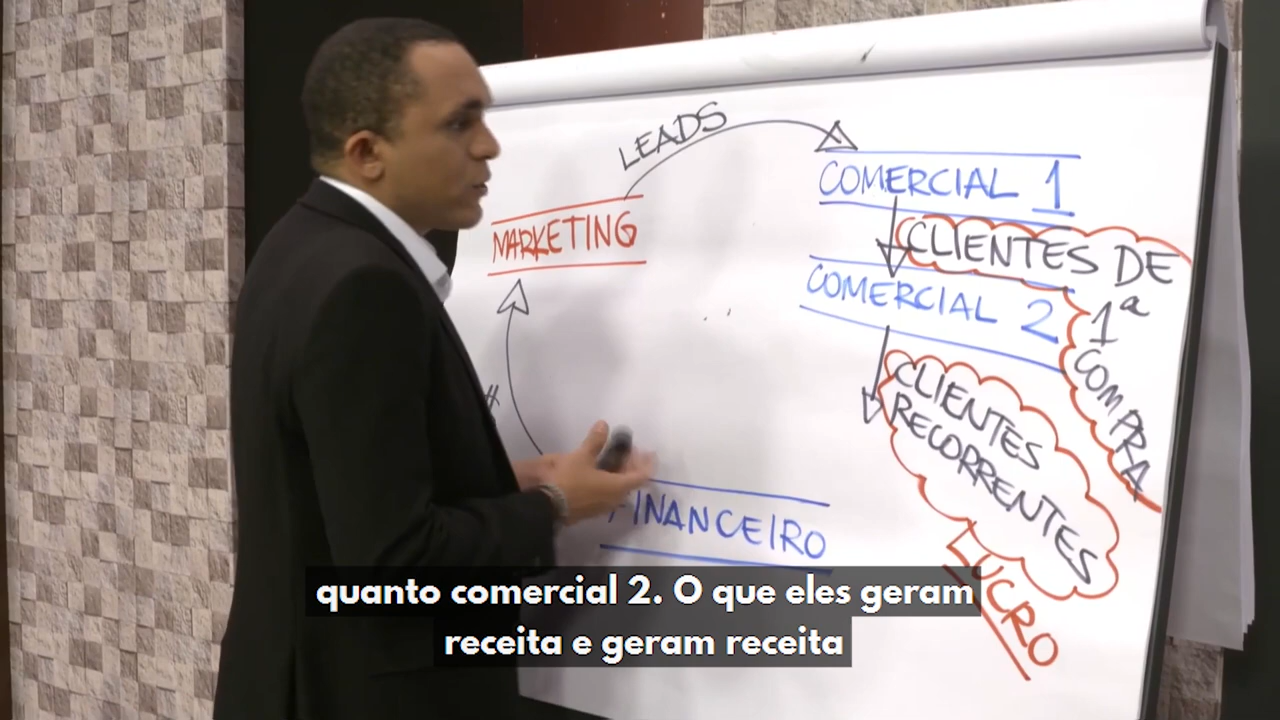 LEADS
MARKETING
COMERCIAL 1
CLIENTES DE
1ª
COMPRA
COMERCIAL 2
CLIENTES
RECORRENTES
LUCRO
FINANCEIRO
quanto comercial 2. O que eles geram
receita e geram receita